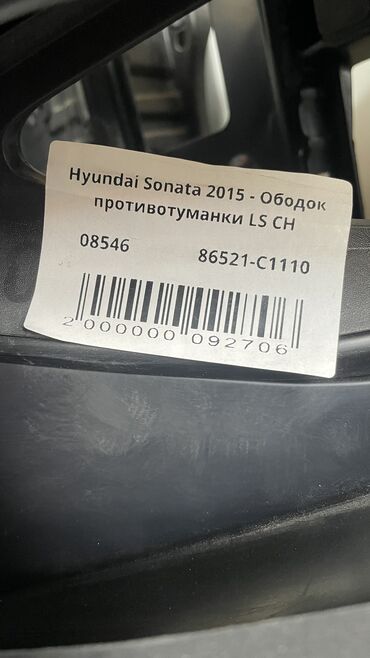 Hyundai Sonata 2015 - Ободок
противотуманки LS CH
08546 86521-C1110
2 000000 092706